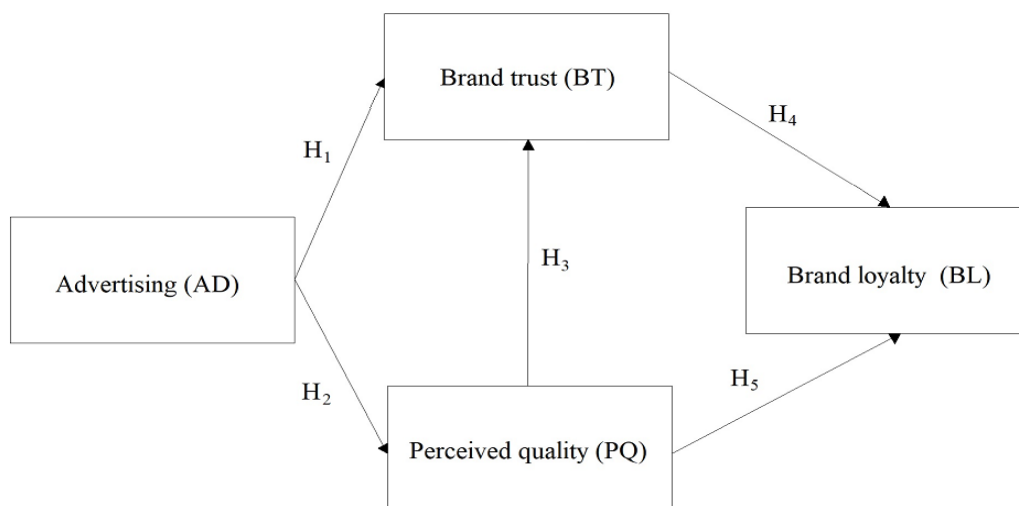 Brand trust (BT)
H₁
H₄
Advertising (AD)
H₃
Brand loyalty (BL)
H₂
H₅
Perceived quality (PQ)